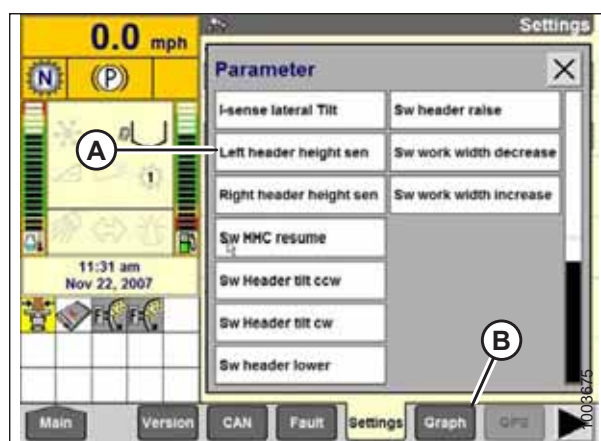 0.0 mph
Settings
N
(P)
Parameter
X
I-sense lateral Tilt
Sw header raise
A
Left header height sen
Sw work width decrease
1
Right header height sen
Sw work width increase
Sw HHC resume
11:31 am
Nov 22, 2007
Sw Header tilt ccw
F
F
Sw Header tilt cw
B
Sw header lower
Main
Version
CAN
Fault
Settings
Graph
GPS
1003675